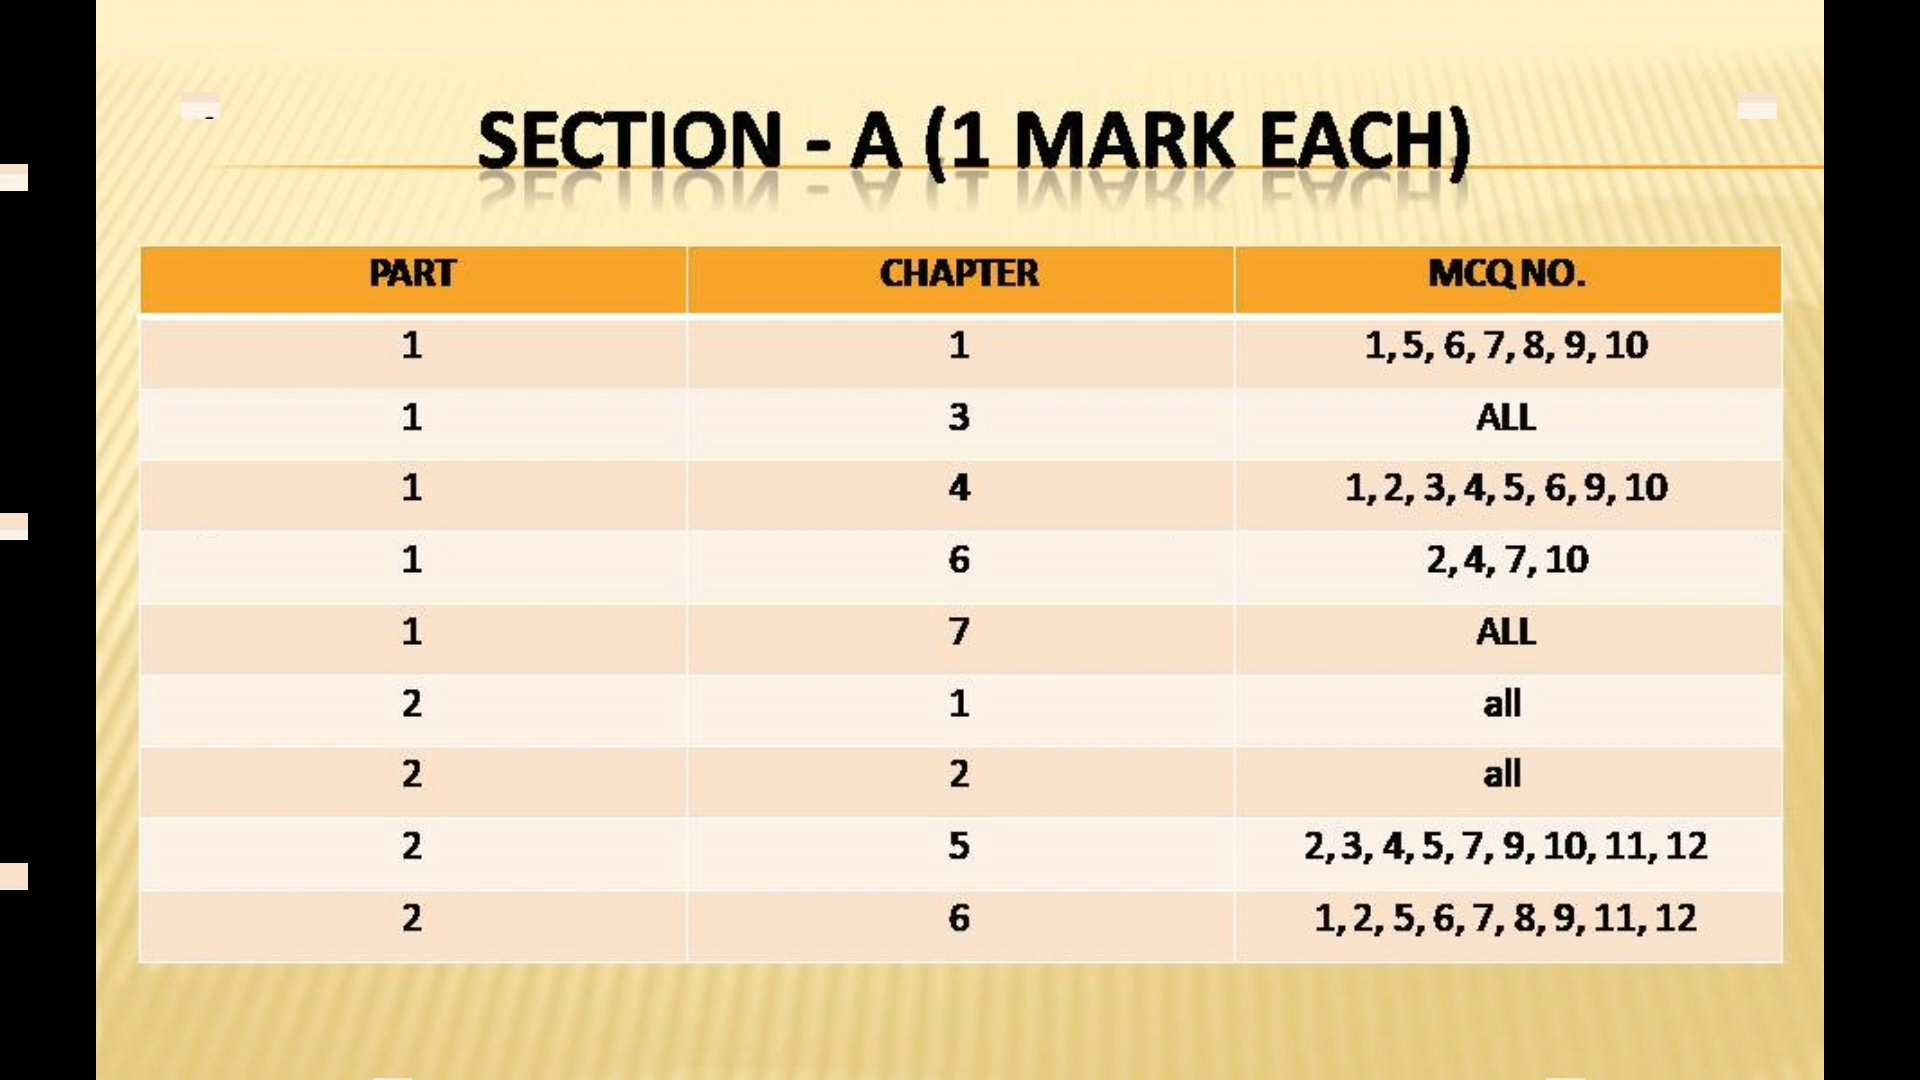 SECTION - A (1 MARK EACH)
PART CHAPTER MCQ NO.
1 1 1, 5, 6, 7, 8, 9, 10
1 3 ALL
1 4 1, 2, 3, 4, 5, 6, 9, 10
1 6 2, 4, 7, 10
1 7 ALL
2 1 all
2 2 all
2 5 2, 3, 4, 5, 7, 9, 10, 11, 12
2 6 1, 2, 5, 6, 7, 8, 9, 11, 12